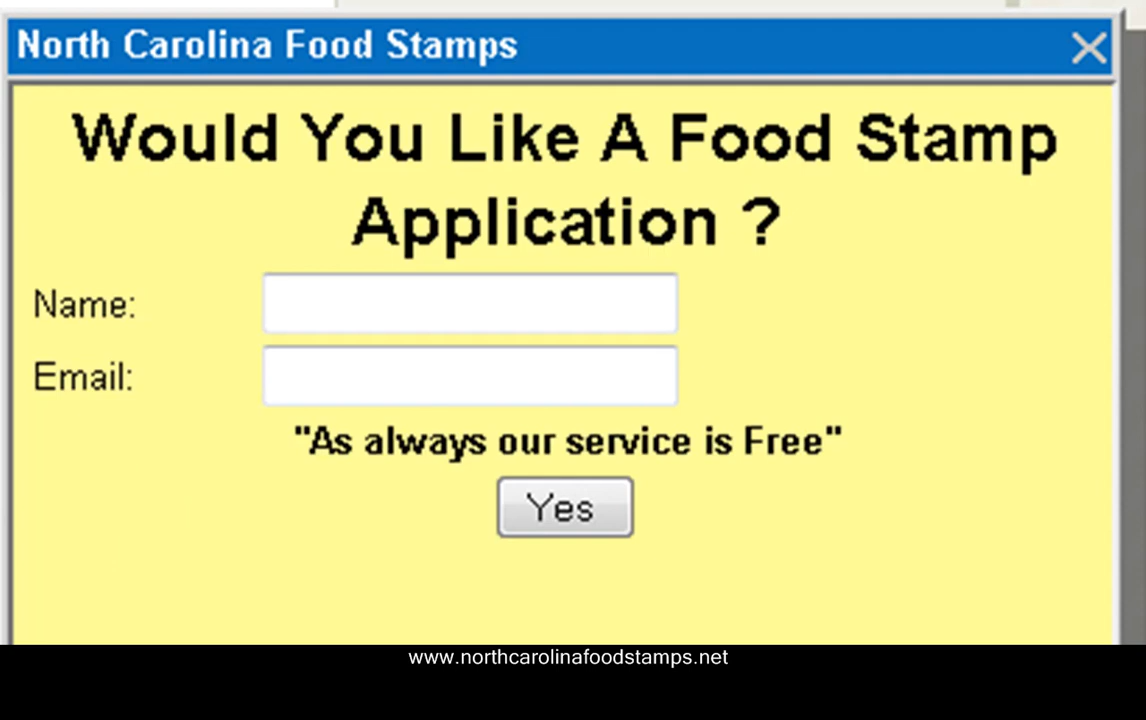 North Carolina Food Stamps
Would You Like A Food Stamp
Application ?
Name:
Email:
"As always our service is Free"
Yes
www.northcarolinafoodstamps.net